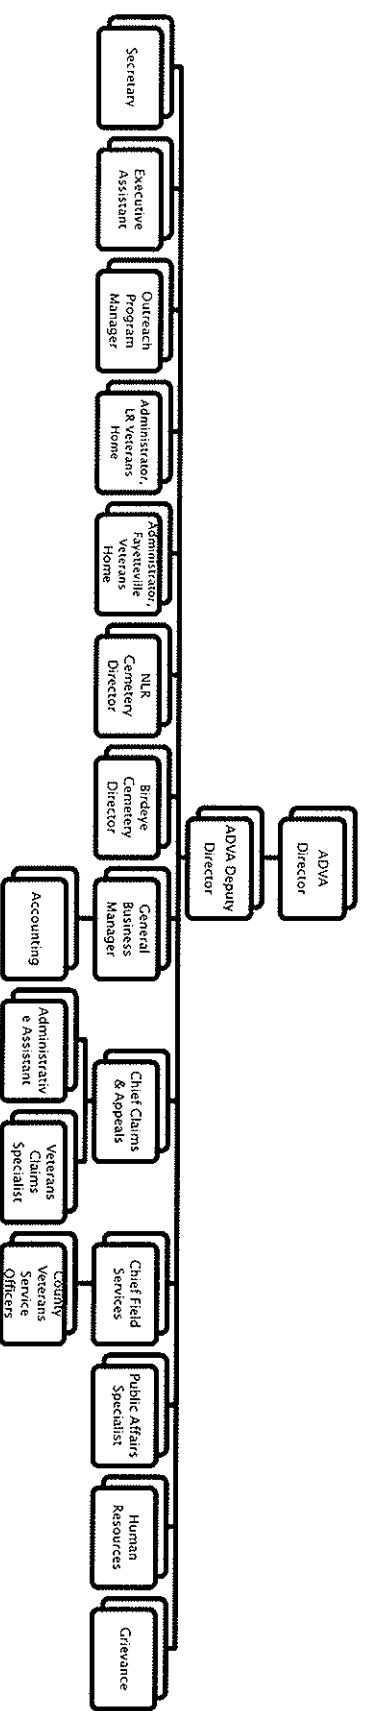 ADVA
Director
ADVA Deputy
Director
Secretary
Executive
Assistant
Outreach
Program
Manager
Administrator,
LR Veterans
Home
Administrator,
Fayetteville
Veterans
Home
NLR
Cemetery
Director
Birdeye
Cemetery
Director
General
Business
Manager
Chief Claims
& Appeals
Chief Field
Services
Public Affairs
Specialist
Human
Resources
Grievance
Accounting
Administrativ
e Assistant
Veterans
Claims
Specialist
County
Veterans
Service
Officers